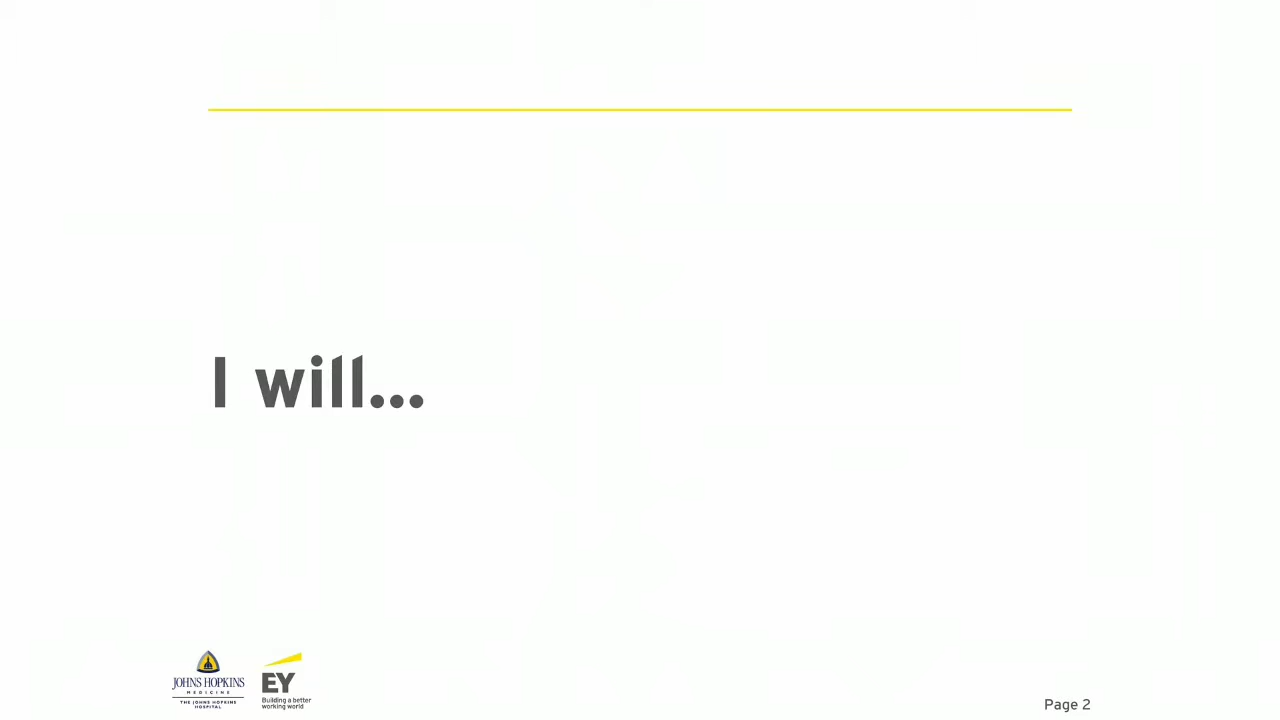 I will...
JOHNS HOPKINS
MEDICINE
THE JOHNS HOPKINS
HOSPITAL
EY
Building a better
working world
Page 2